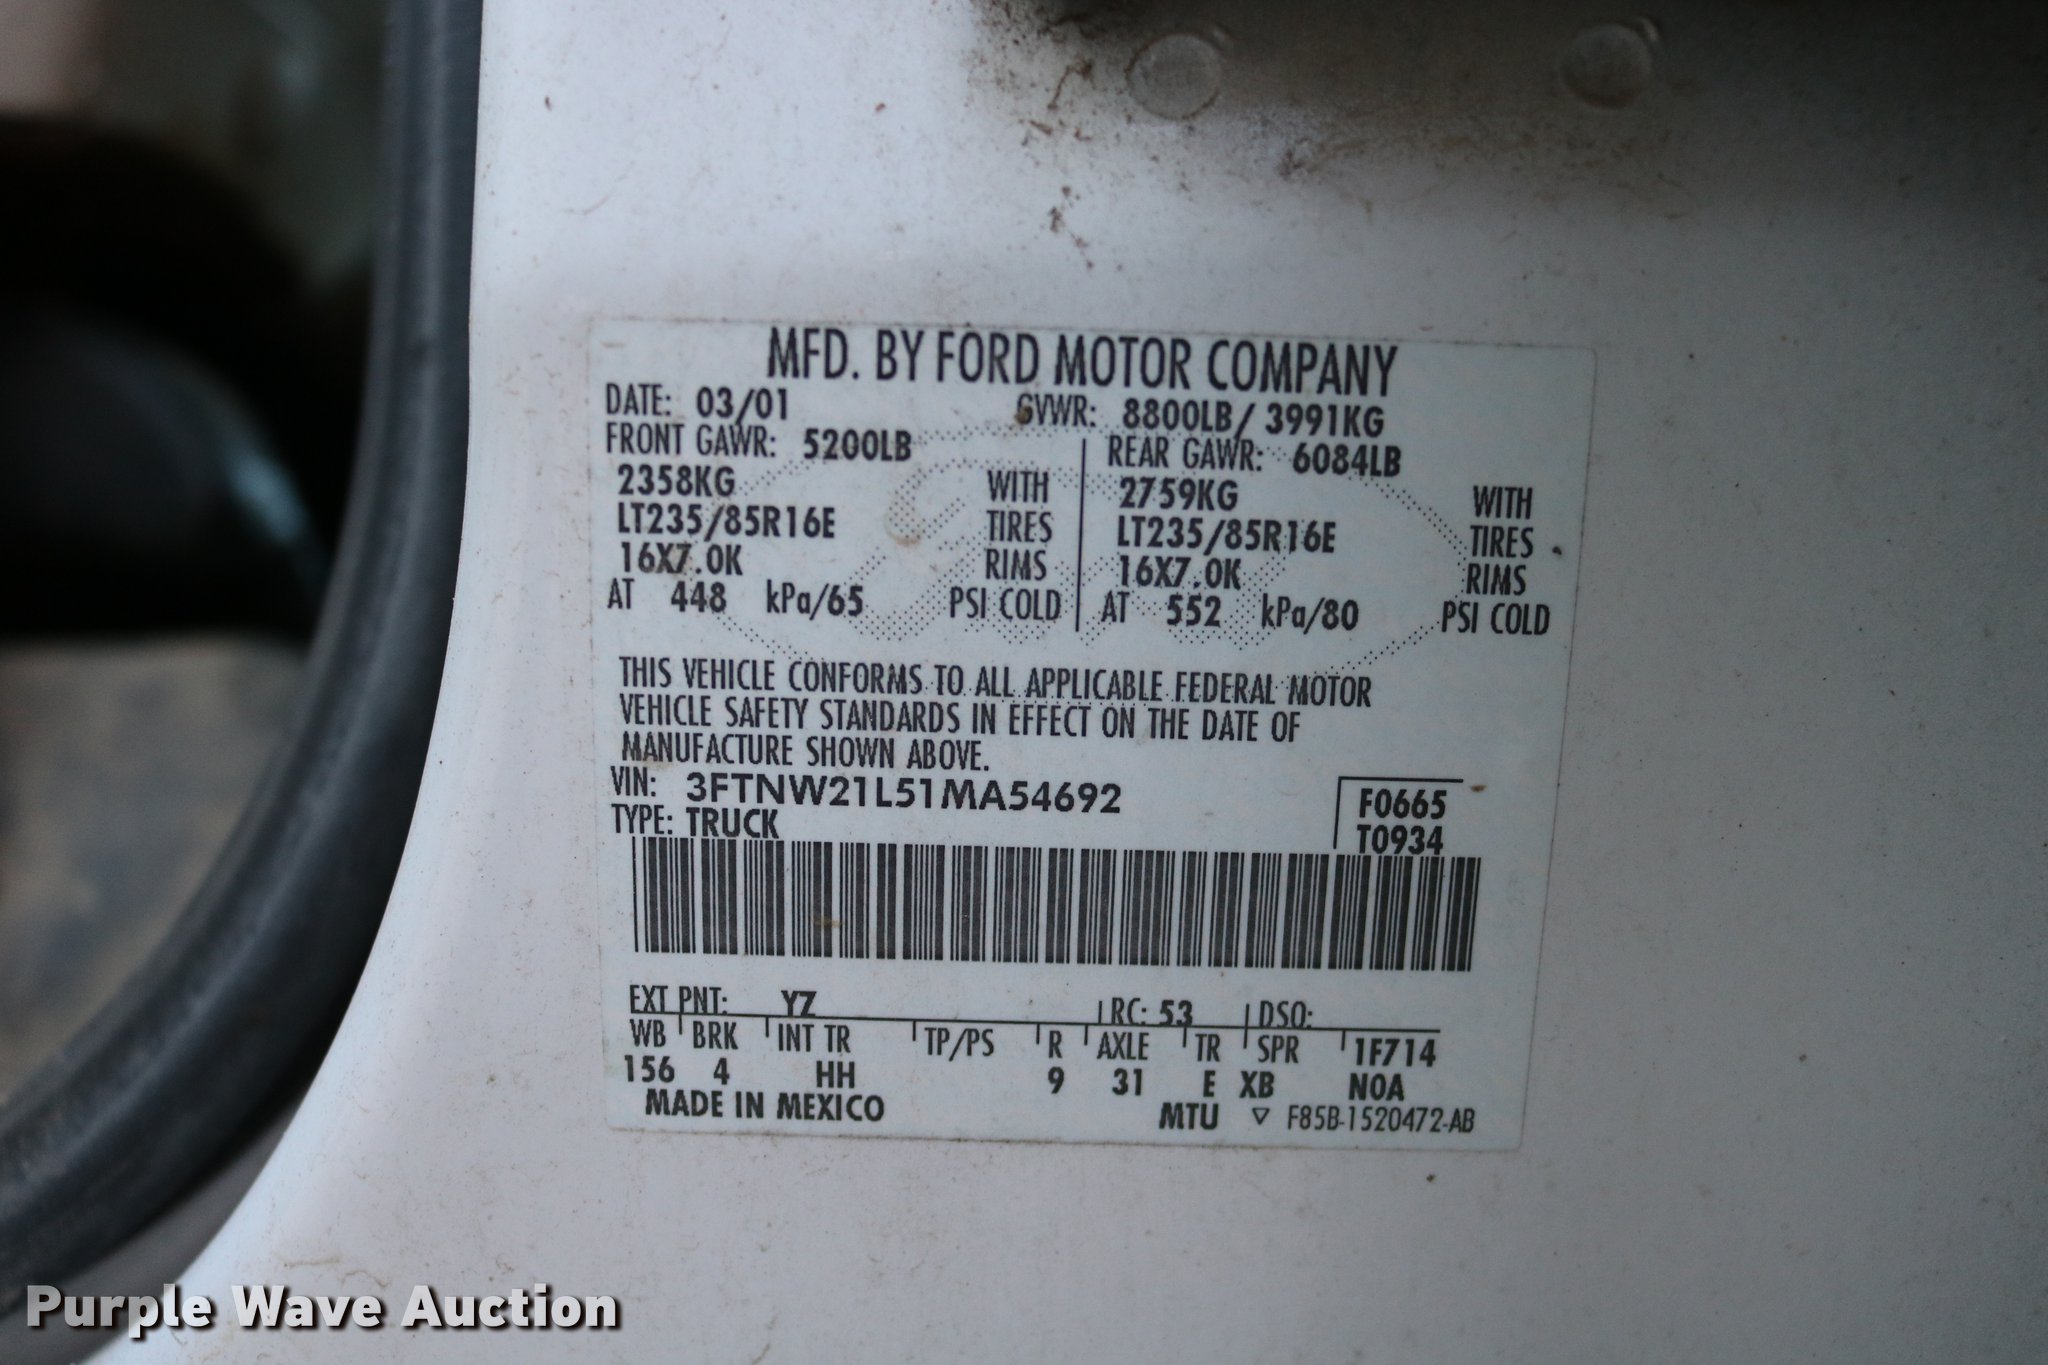 MFD. BY FORD MOTOR COMPANY
DATE: 03/01 GVWR: 8800LB/ 3991KG
FRONT GAWR: 5200LB REAR GAWR: 6084LB
2358KG WITH 2759KG WITH
LT235/85R16E TIRES LT235/85R16E TIRES
16X7.0K RIMS 16X7.0K RIMS
AT 448 kPa/65 PSI COLD AT 552 kPa/80 PSI COLD
THIS VEHICLE CONFORMS TO ALL APPLICABLE FEDERAL MOTOR
VEHICLE SAFETY STANDARDS IN EFFECT ON THE DATE OF
MANUFACTURE SHOWN ABOVE.
VIN: 3FTNW21L51MA54692 F0665
TYPE: TRUCK T0934
EXT PNT: YZ RC: 53 DSO:
WB BRK INT TR TP/PS R AXLE TR SPR 1F714
156 4 HH 9 31 E XB N0A
MADE IN MEXICO MTU ▽ F85B-1520472-AB
Purple Wave Auction